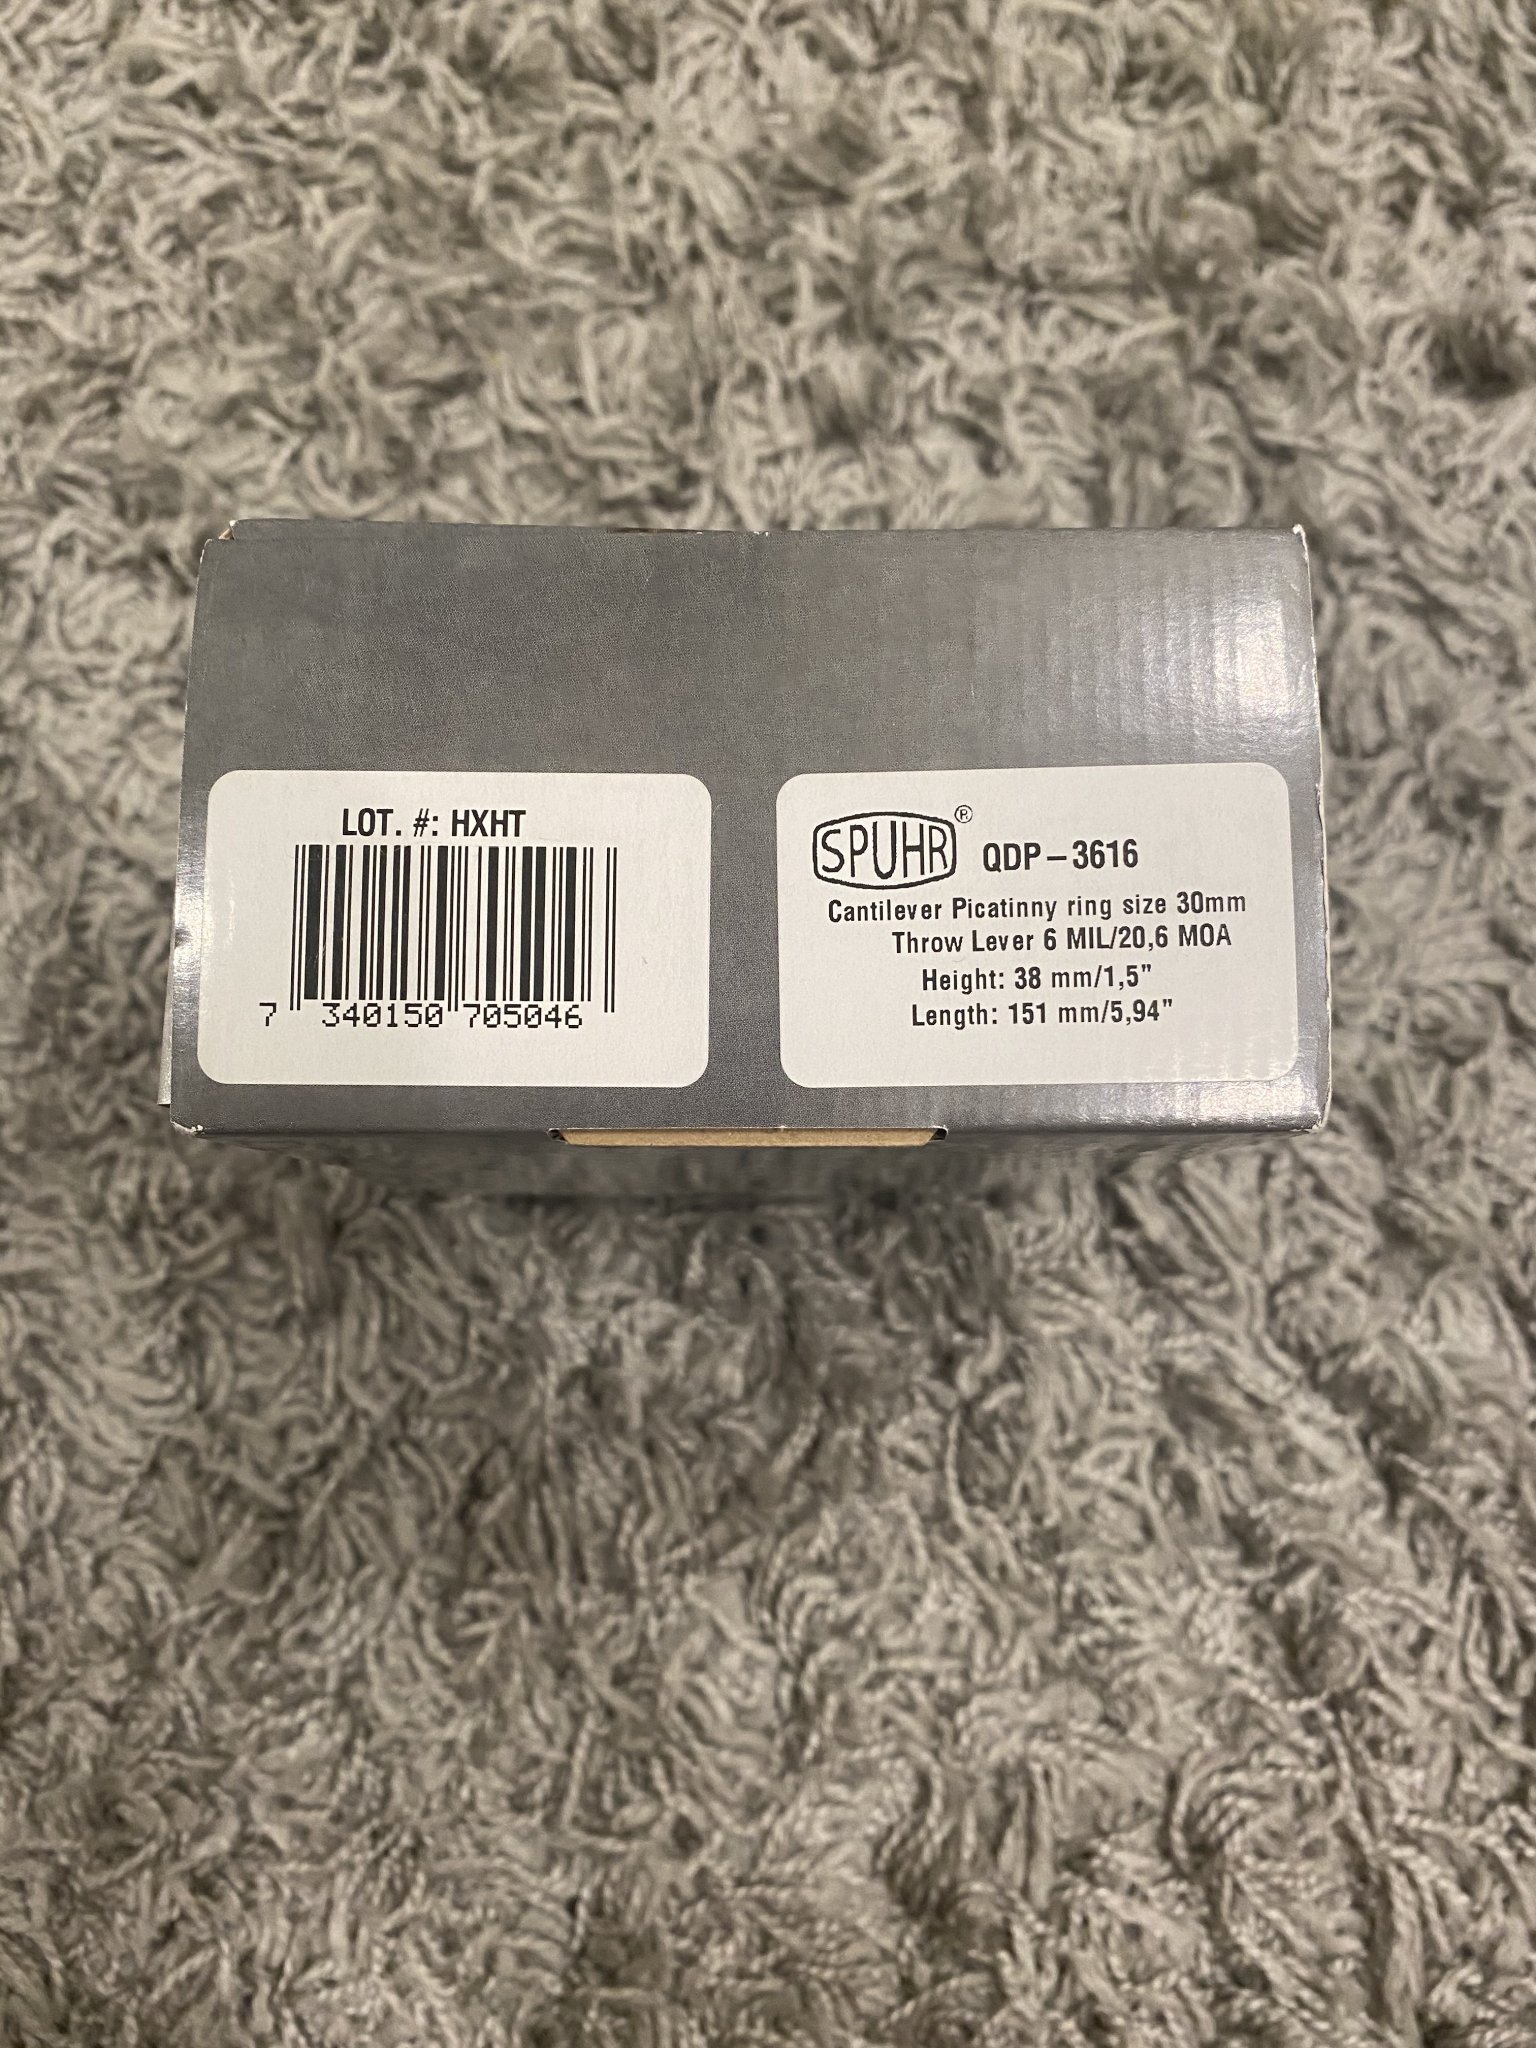 LOT. #: HXHT
7 340150 705046
SPUHR® QDP-3616
Cantilever Picatinny ring size 30mm
Throw Lever 6 MIL/20,6 MOA
Height: 38 mm/1,5"
Length: 151 mm/5,94"